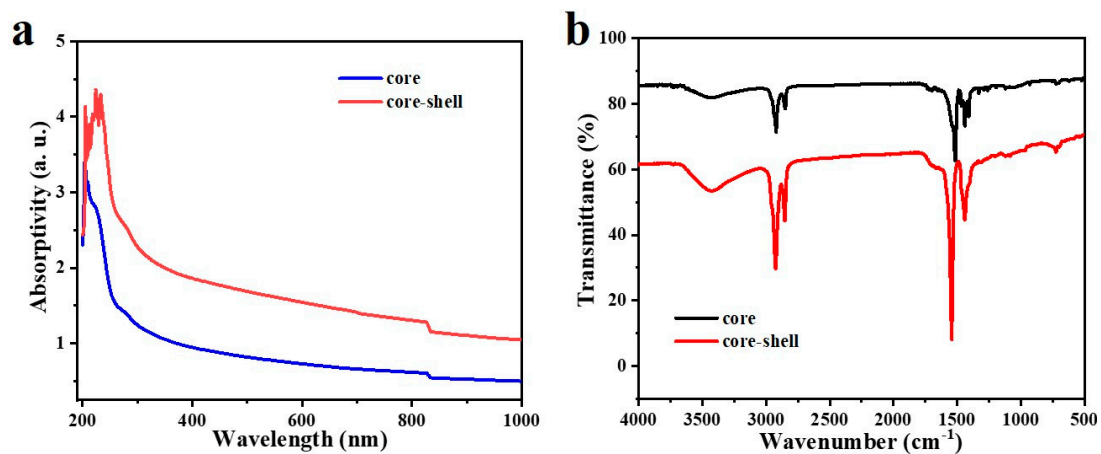 a
5
4
3
2
1
Absorptivity (a. u.)
core
core-shell
200 400 600 800 1000
Wavelength (nm)
b
100
80
60
40
20
0
Transmittance (%)
core
core-shell
4000 3500 3000 2500 2000 1500 1000 500
Wavenumber (cm⁻¹)